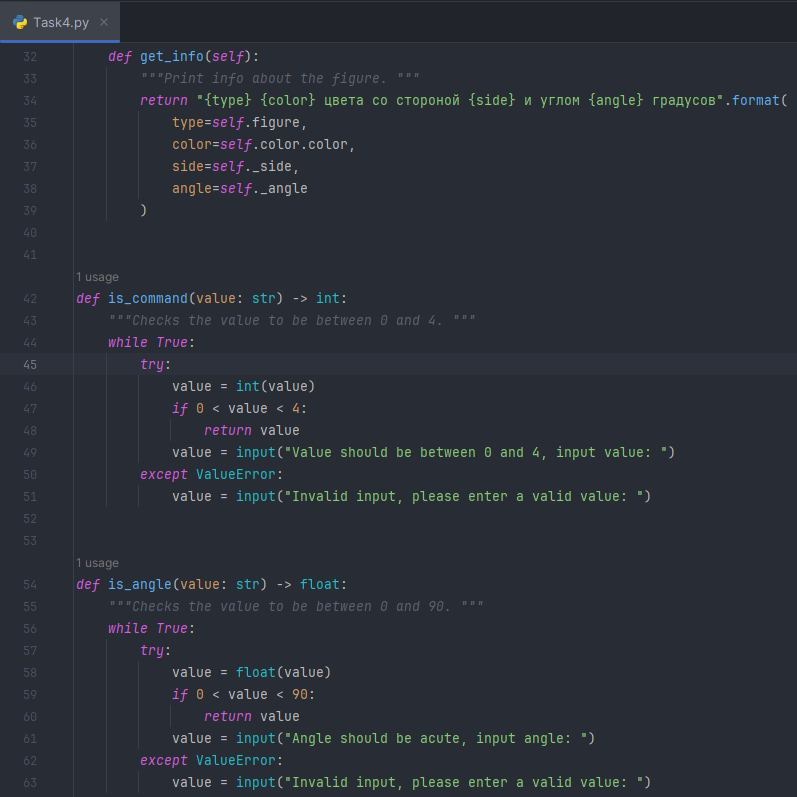 Task4.py ×
32 def get_info(self):
33 """Print info about the figure. """
34 return "{type} {color} цвета со стороной {side} и углом {angle} градусов".format(
35 type=self.figure,
36 color=self.color.color,
37 side=self._side,
38 angle=self._angle
39 )
40
41
1 usage
42 def is_command(value: str) -> int:
43 """Checks the value to be between 0 and 4. """
44 while True:
45 try:
46 value = int(value)
47 if 0 < value < 4:
48 return value
49 value = input("Value should be between 0 and 4, input value: ")
50 except ValueError:
51 value = input("Invalid input, please enter a valid value: ")
52
53
1 usage
54 def is_angle(value: str) -> float:
55 """Checks the value to be between 0 and 90. """
56 while True:
57 try:
58 value = float(value)
59 if 0 < value < 90:
60 return value
61 value = input("Angle should be acute, input angle: ")
62 except ValueError:
63 value = input("Invalid input, please enter a valid value: ")